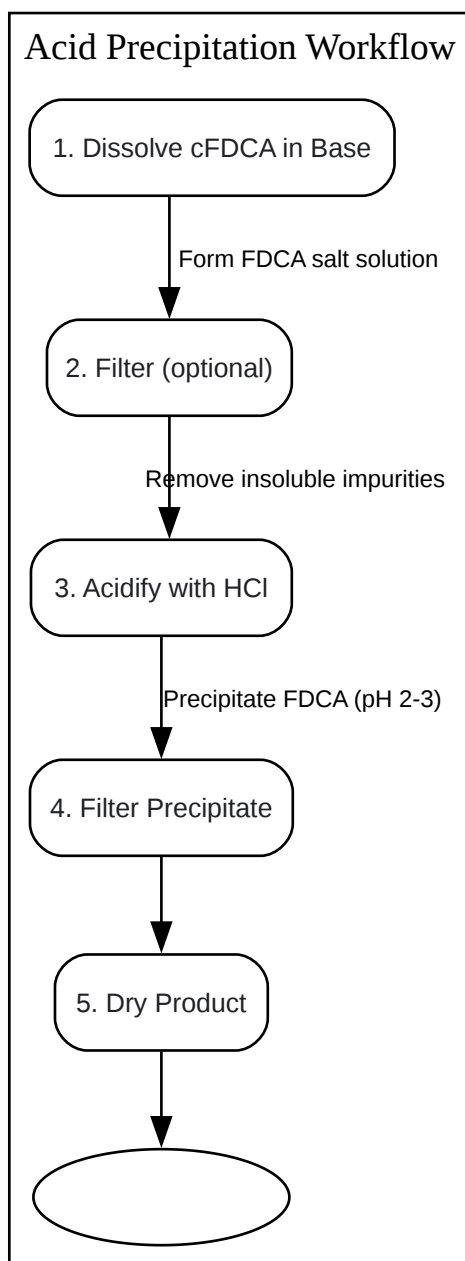 Acid Precipitation Workflow
1. Dissolve cFDCA in Base
Form FDCA salt solution
2. Filter (optional)
Remove insoluble impurities
3. Acidify with HCl
Precipitate FDCA (pH 2-3)
4. Filter Precipitate
5. Dry Product